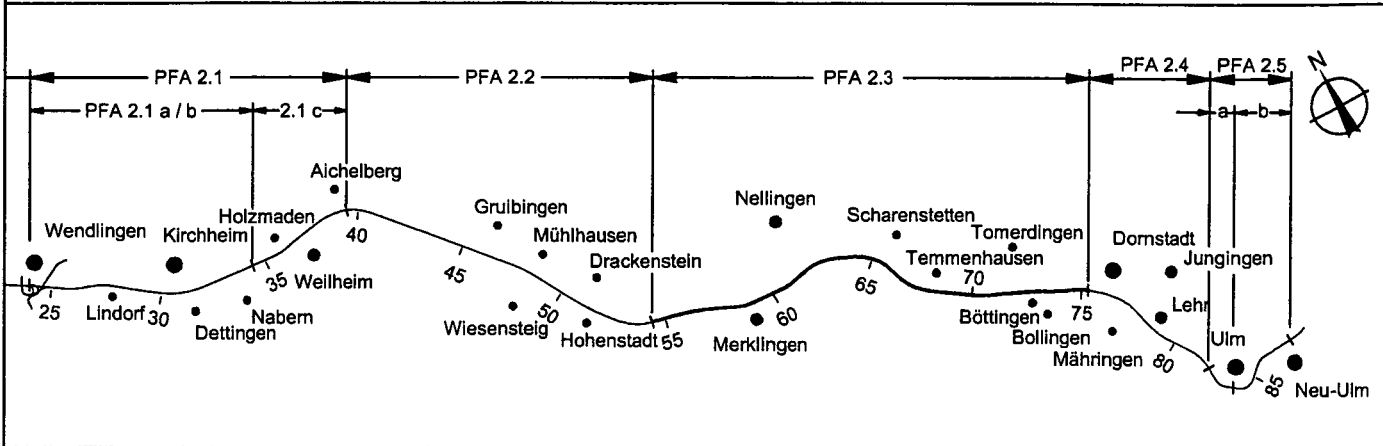 PFA 2.1
PFA 2.2
PFA 2.3
PFA 2.4
PFA 2.5
N
PFA 2.1 a / b
2.1 c
a
b
Aichelberg
Wendlingen
Kirchheim
Holzmaden
Weilheim
Lindorf
Dettingen
Nabern
Gruibingen
Mühlhausen
Drackenstein
Wiesensteig
Hohenstadt
Nellingen
Merklingen
Scharenstetten
Temmenhausen
Tomerdingen
Böttingen
Bollingen
Mähringen
Dornstadt
Jungingen
Lehr
Ulm
Neu-Ulm
25
30
35
40
45
50
55
60
65
70
75
80
85